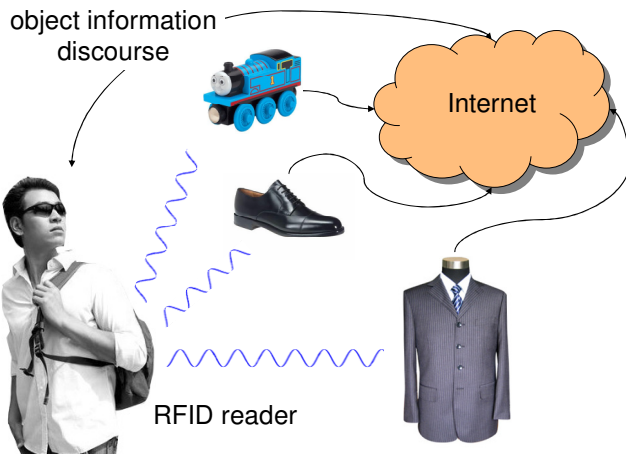 object information
discourse
Internet
RFID reader